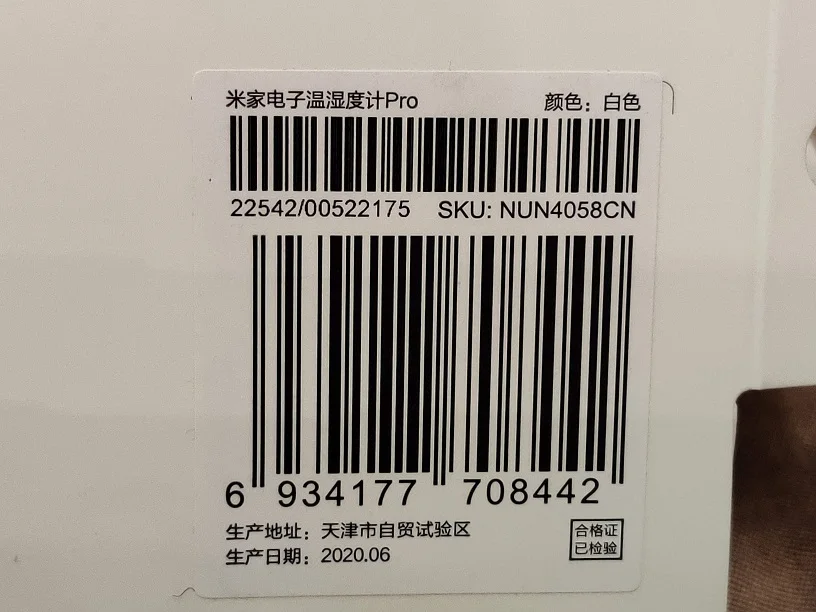 米家电子温湿度计Pro 颜色：白色
22542/00522175 SKU: NUN4058CN
6 934177 708442
生产地址：天津市自贸试验区
生产日期：2020.06
合格证
已检验